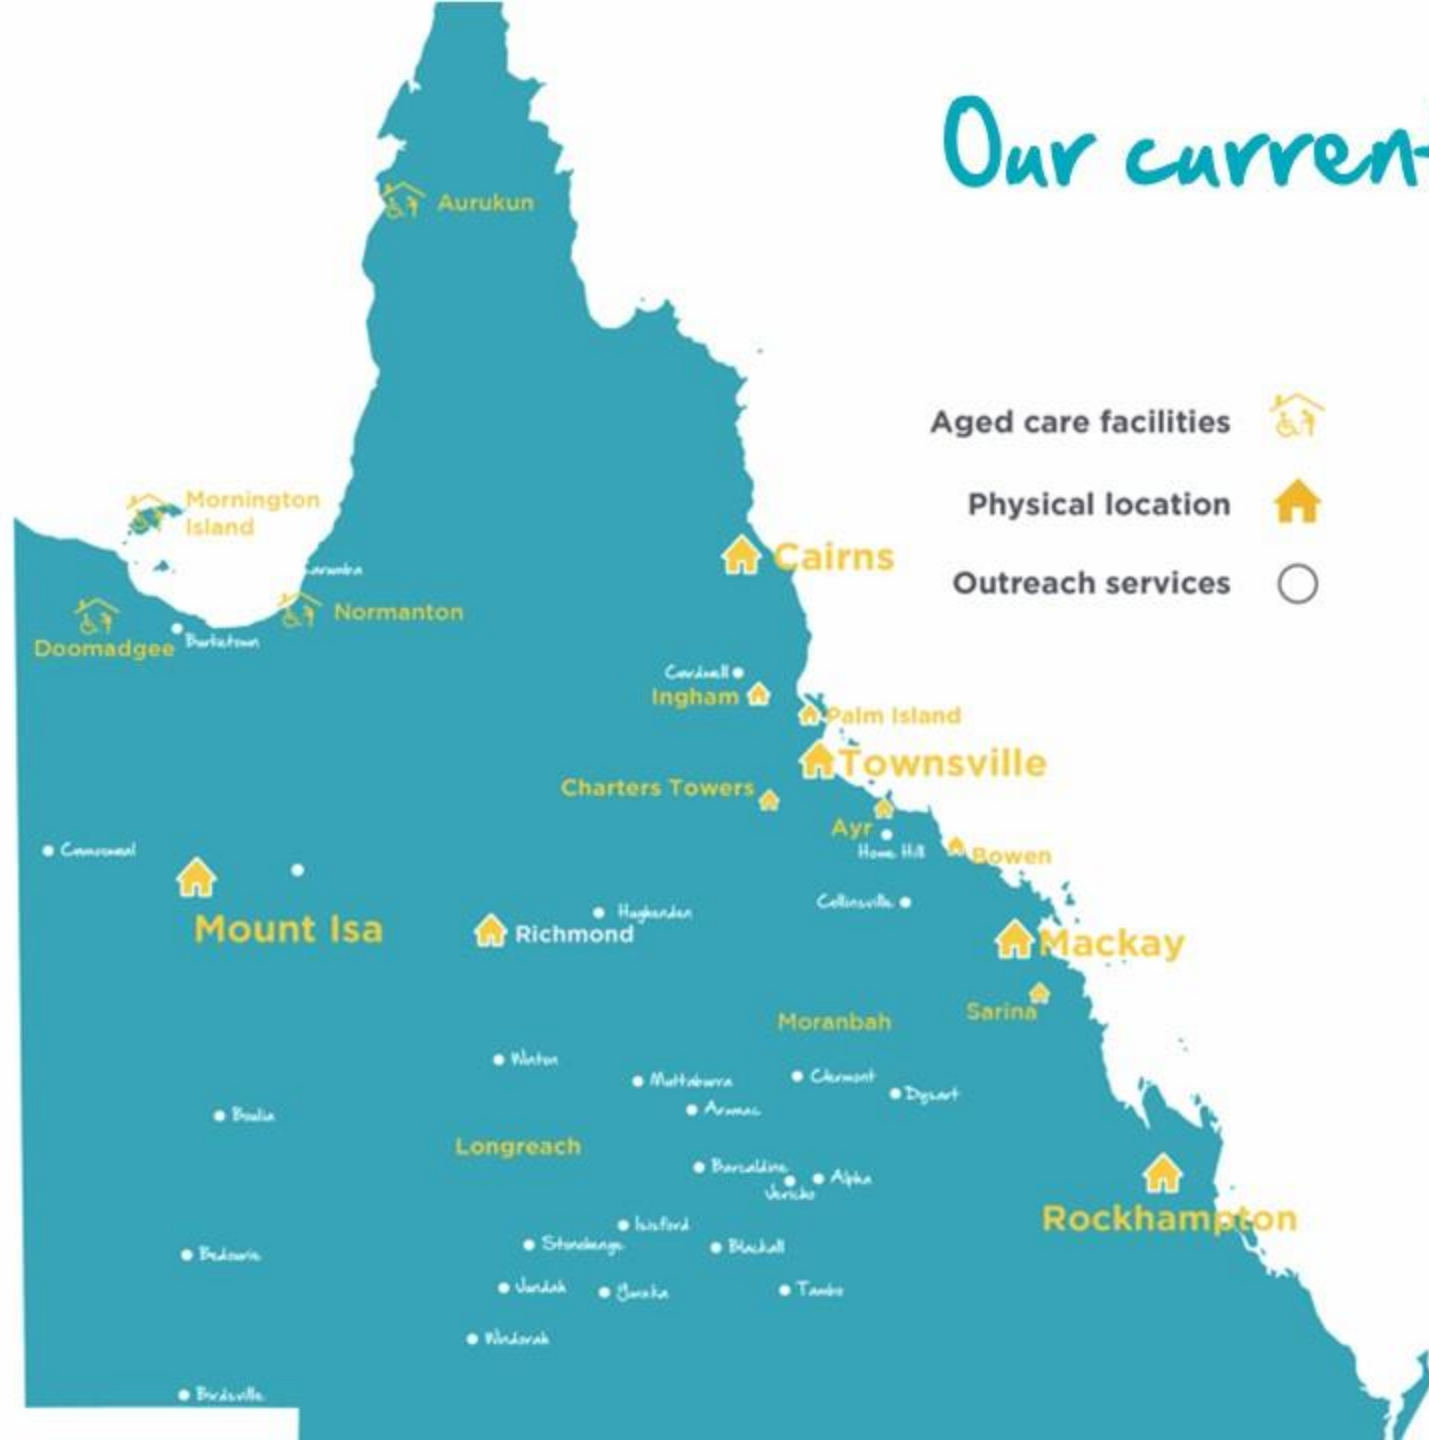 Our current
Aurukun
Aged care facilities
Mornington
Island
Physical location
Cairns
Outreach services
Normanton
Burketown
Doomadgee
Cardwell
Ingham
Palm Island
Townsville
Charters Towers
Ayr
Home Hill
Bowen
Camooweal
Collinsville
Hughenden
Mount Isa
Richmond
Mackay
Sarina
Moranbah
Winton
Muttaburra
Clermont
Dysart
Aramac
Boulia
Longreach
Barcaldine
Alpha
Jericho
Rockhampton
Isisford
Stonehenge
Blackall
Bedourie
Jundah
Yaraka
Tambo
Windorah
Birdsville